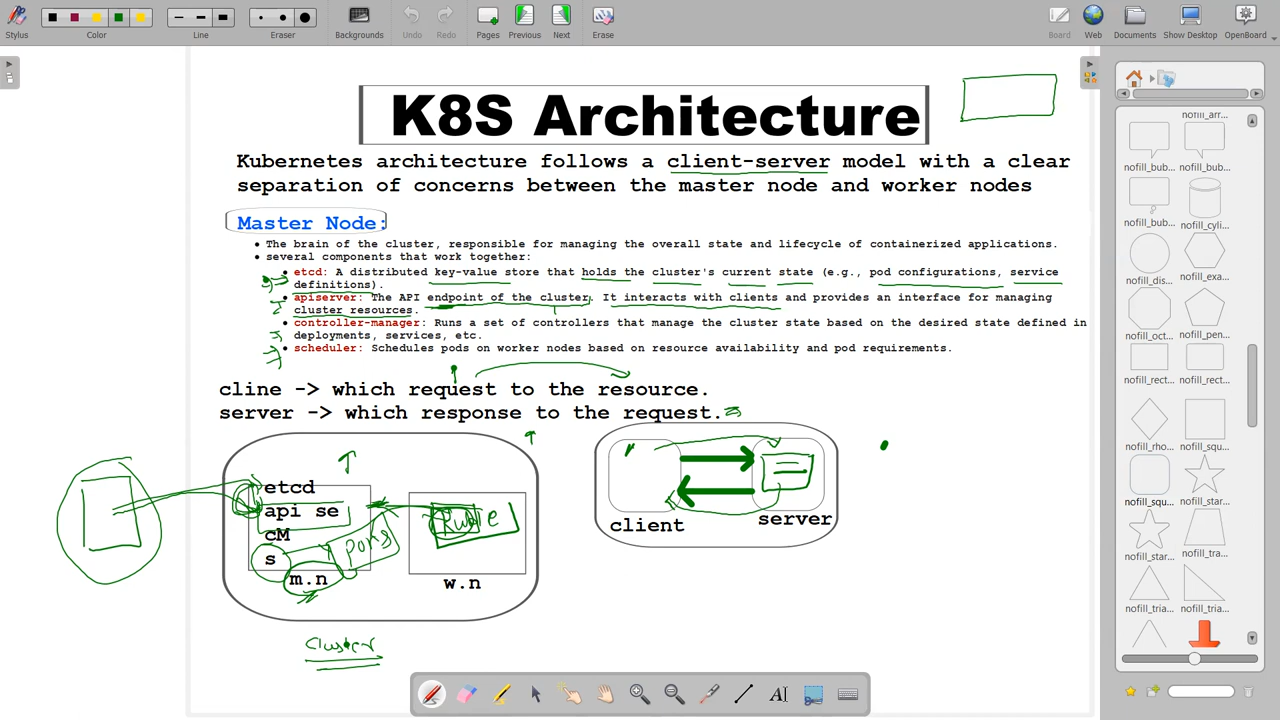 Stylus
Color
Line
Eraser
Backgrounds
Undo
Redo
Pages
Previous
Next
Erase
Board
Web
Documents
Show Desktop
OpenBoard
K8S Architecture
Kubernetes architecture follows a client-server model with a clear
separation of concerns between the master node and worker nodes
Master Node:
• The brain of the cluster, responsible for managing the overall state and lifecycle of containerized applications.
• several components that work together:
• etcd: A distributed key-value store that holds the cluster's current state (e.g., pod configurations, service
definitions).
• apiserver: The API endpoint of the cluster. It interacts with clients and provides an interface for managing
cluster resources.
• controller-manager: Runs a set of controllers that manage the cluster state based on the desired state defined in
deployments, services, etc.
• scheduler: Schedules pods on worker nodes based on resource availability and pod requirements.
cline -> which request to the resource.
server -> which response to the request.
etcd
api se
cM
s
m.n
Pons
w.n
Cluster
client
server
nofill_arr...
nofill_bub...
nofill_bub...
nofill_bub...
nofill_cyli...
nofill_dis...
nofill_exa...
nofill_oct...
nofill_pen...
nofill_rect...
nofill_rect...
nofill_rho...
nofill_squ...
nofill_squ...
nofill_star...
nofill_star...
nofill_tra...
nofill_tria...
nofill_tria...
AI